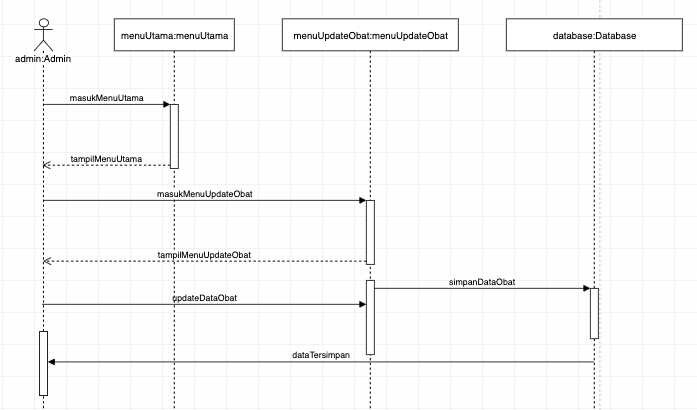 menuUtama:menuUtama
menuUpdateObat:menuUpdateObat
database:Database
admin:Admin
masukMenuUtama
tampilMenuUtama
masukMenuUpdateObat
tampilMenuUpdateObat
simpanDataObat
updateDataObat
dataTersimpan